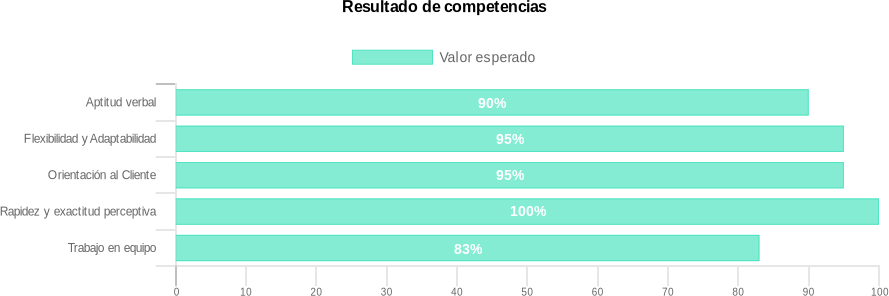 Resultado de competencias
Valor esperado
Aptitud verbal 90%
Flexibilidad y Adaptabilidad 95%
Orientación al Cliente 95%
Rapidez y exactitud perceptiva 100%
Trabajo en equipo 83%
0 10 20 30 40 50 60 70 80 90 100